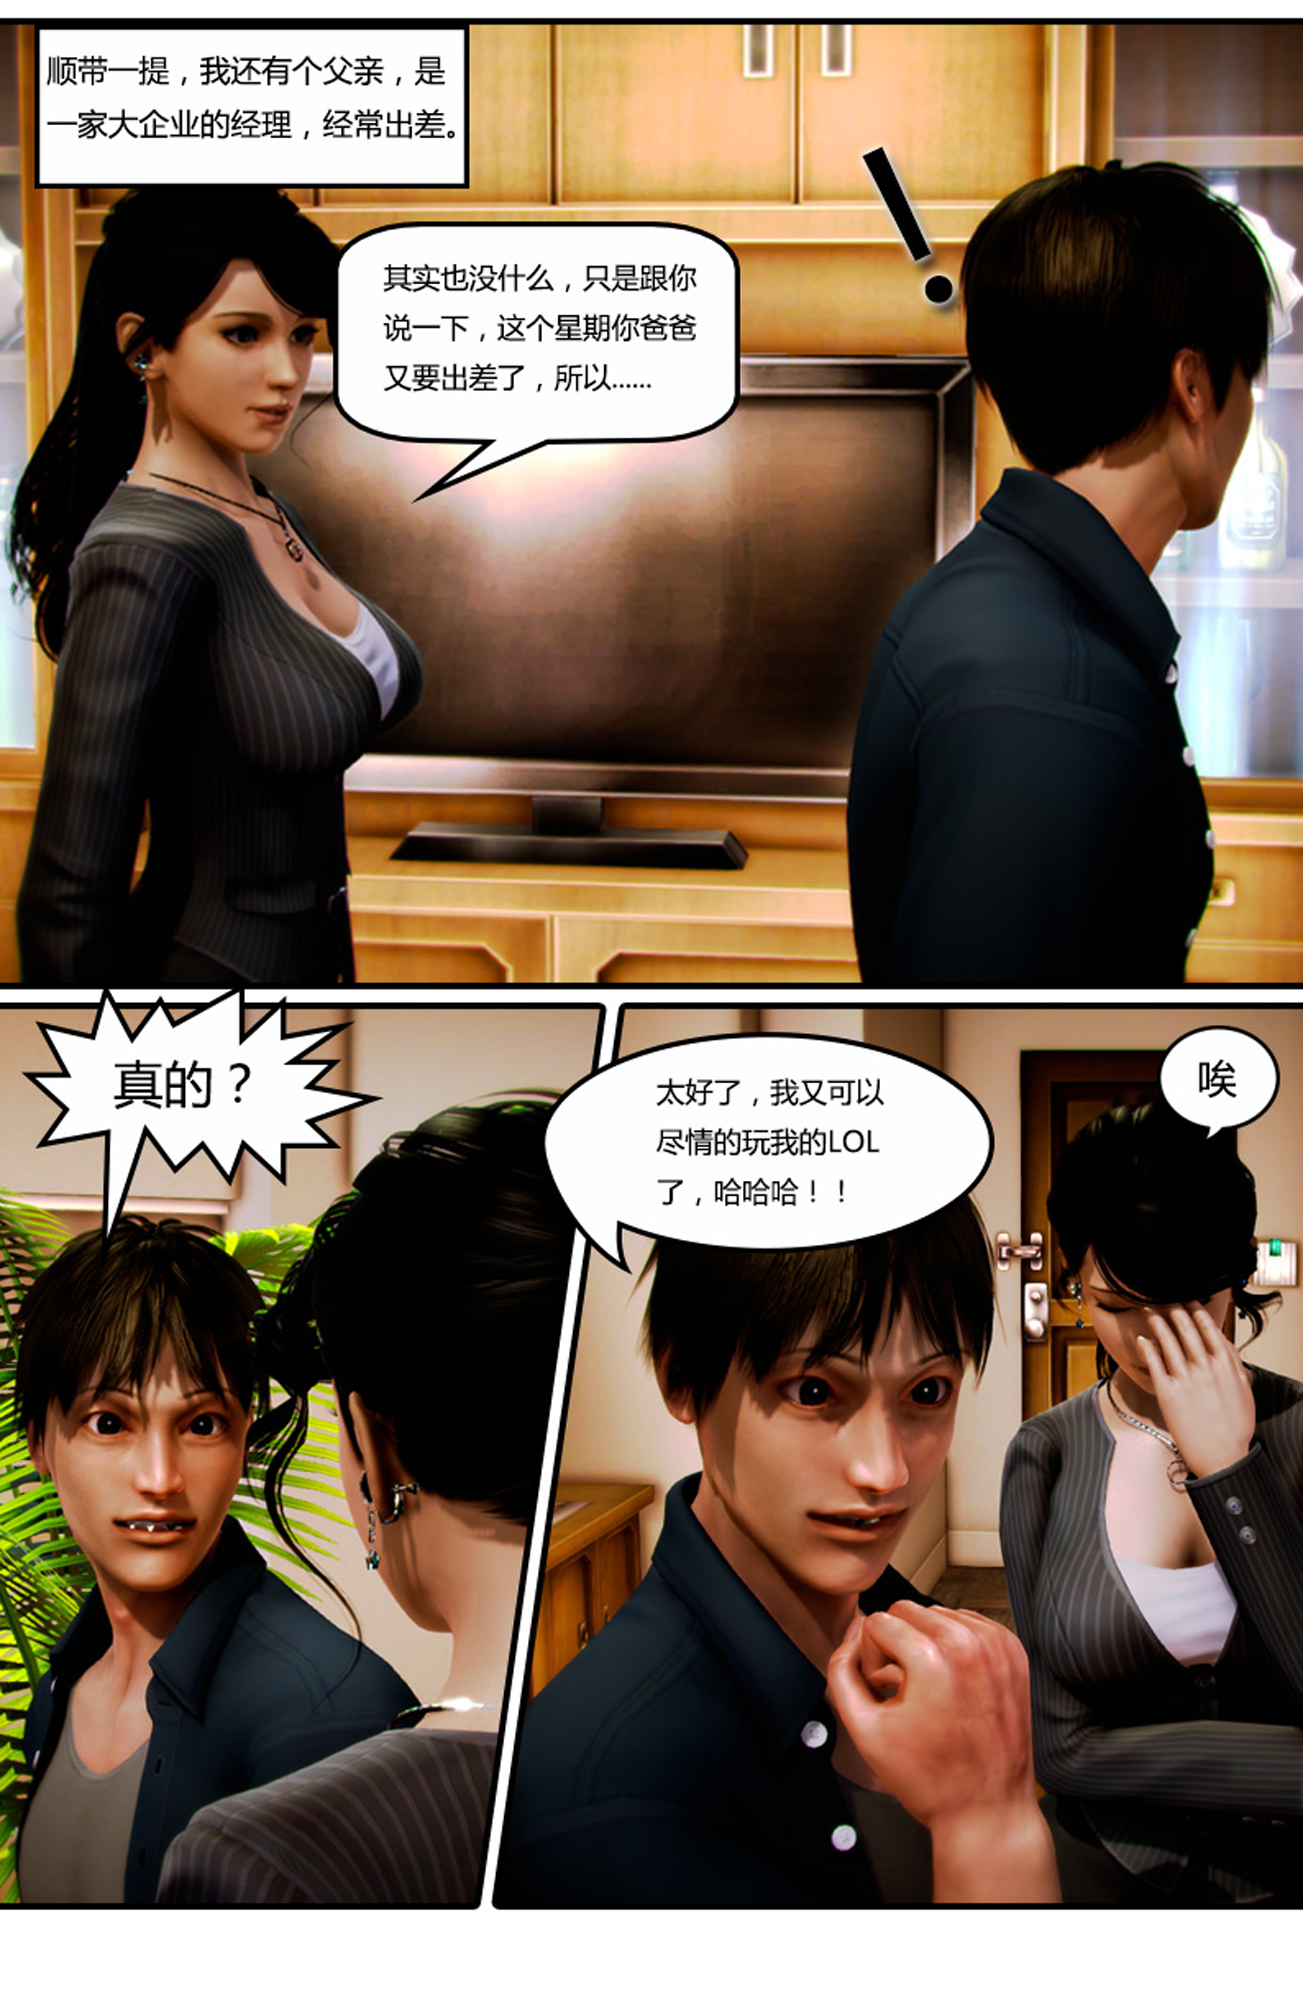 顺带一提，我还有个父亲，是
一家大企业的经理，经常出差。
！
其实也没什么，只是跟你
说一下，这个星期你爸爸
又要出差了，所以……
真的？
太好了，我又可以
尽情的玩我的LOL
了，哈哈哈！！
唉